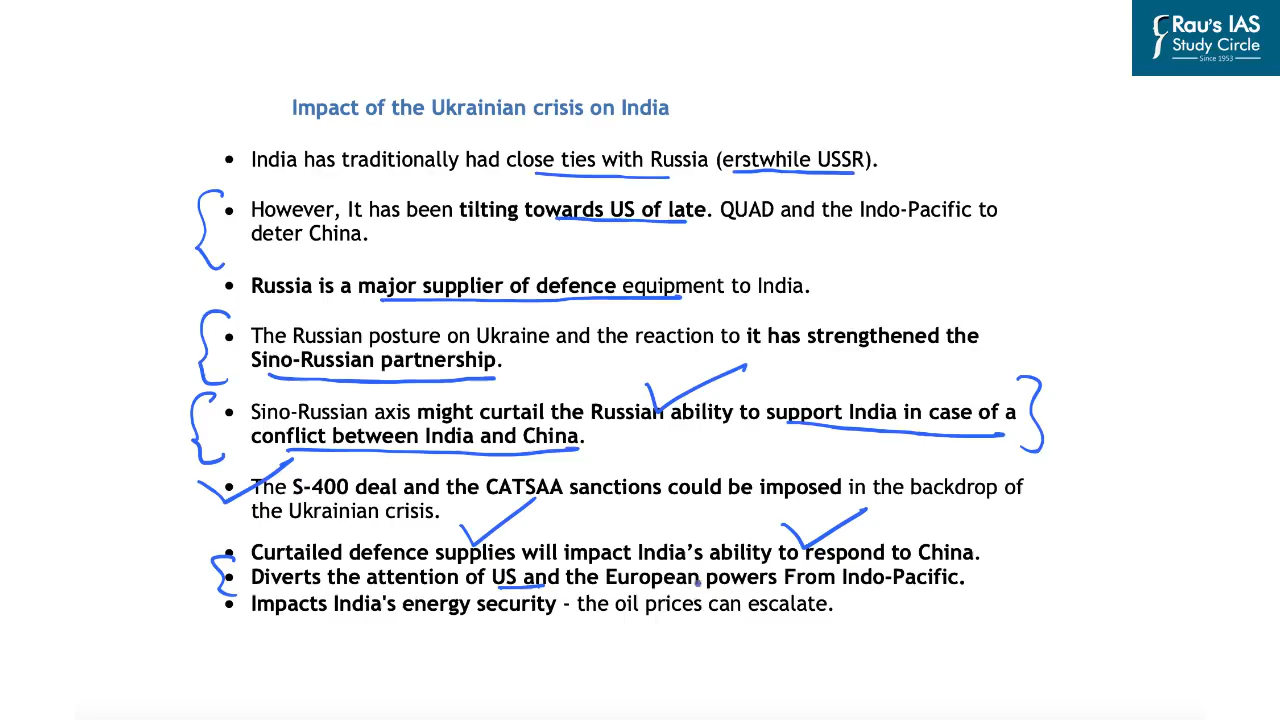 Rau's IAS
Study Circle
Since 1953
Impact of the Ukrainian crisis on India
• India has traditionally had close ties with Russia (erstwhile USSR).
• However, It has been tilting towards US of late. QUAD and the Indo-Pacific to
deter China.
• Russia is a major supplier of defence equipment to India.
• The Russian posture on Ukraine and the reaction to it has strengthened the
Sino-Russian partnership.
• Sino-Russian axis might curtail the Russian ability to support India in case of a
conflict between India and China.
• The S-400 deal and the CATSAA sanctions could be imposed in the backdrop of
the Ukrainian crisis.
• Curtailed defence supplies will impact India's ability to respond to China.
• Diverts the attention of US and the European powers From Indo-Pacific.
• Impacts India's energy security - the oil prices can escalate.